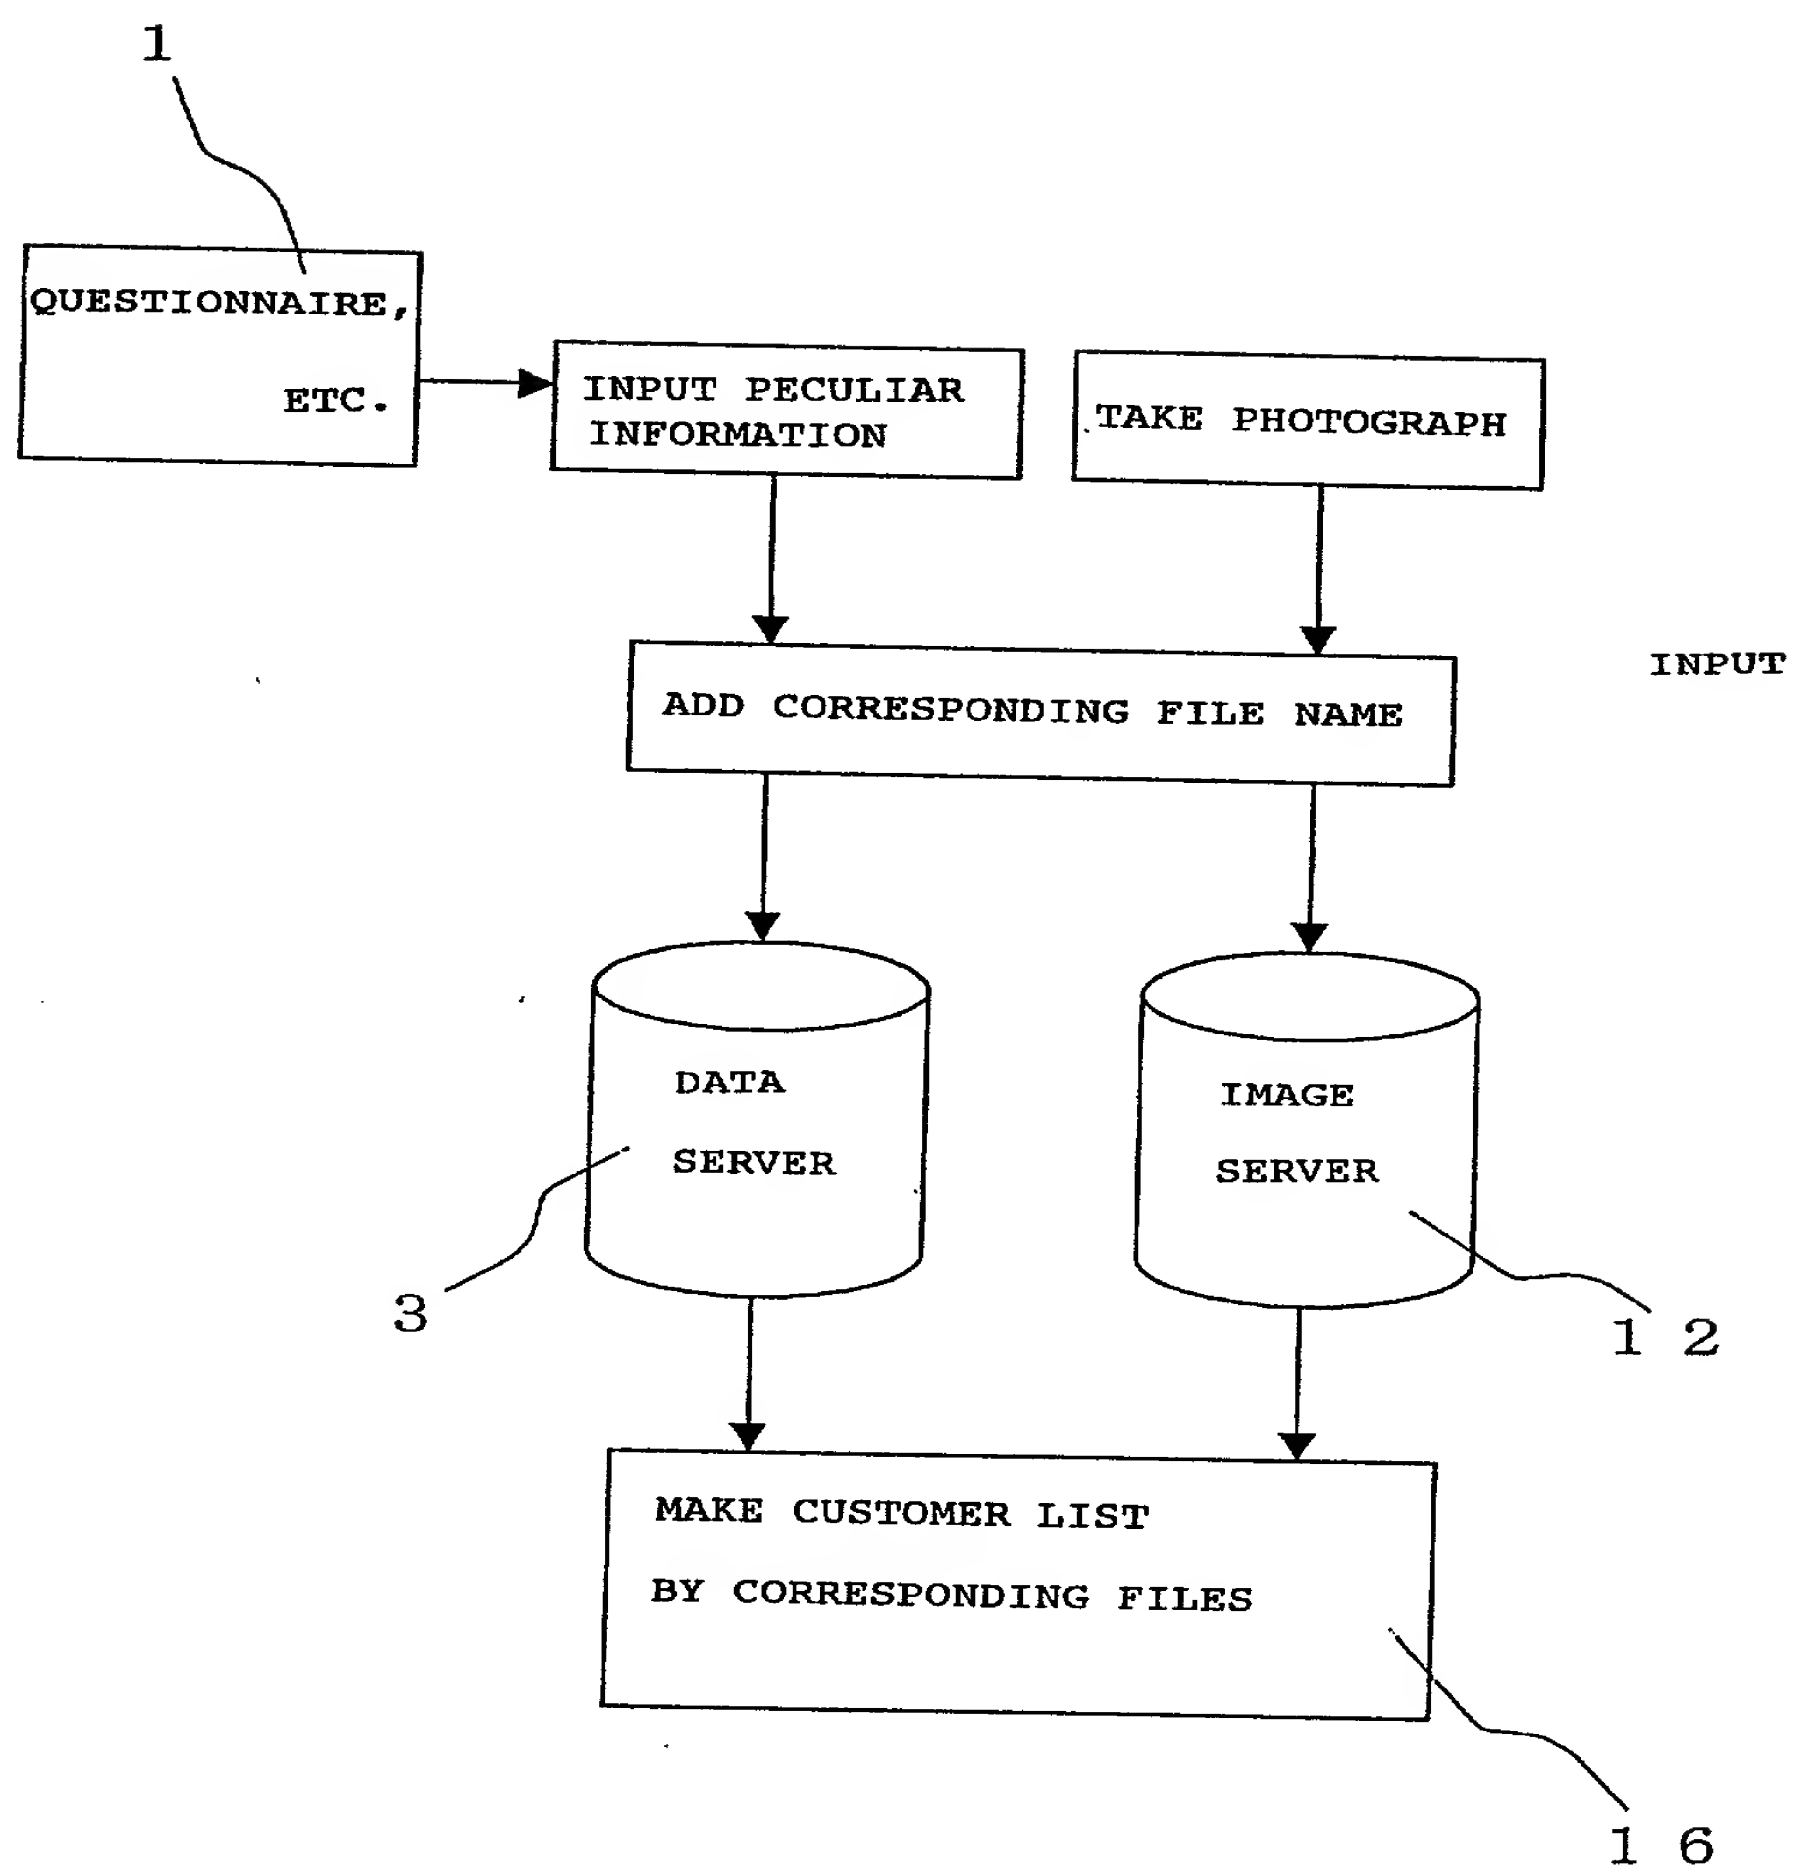 1
QUESTIONNAIRE,
ETC.
INPUT PECULIAR
INFORMATION
TAKE PHOTOGRAPH
INPUT
ADD CORRESPONDING FILE NAME
DATA
SERVER
IMAGE
SERVER
3
1 2
MAKE CUSTOMER LIST
BY CORRESPONDING FILES
1 6